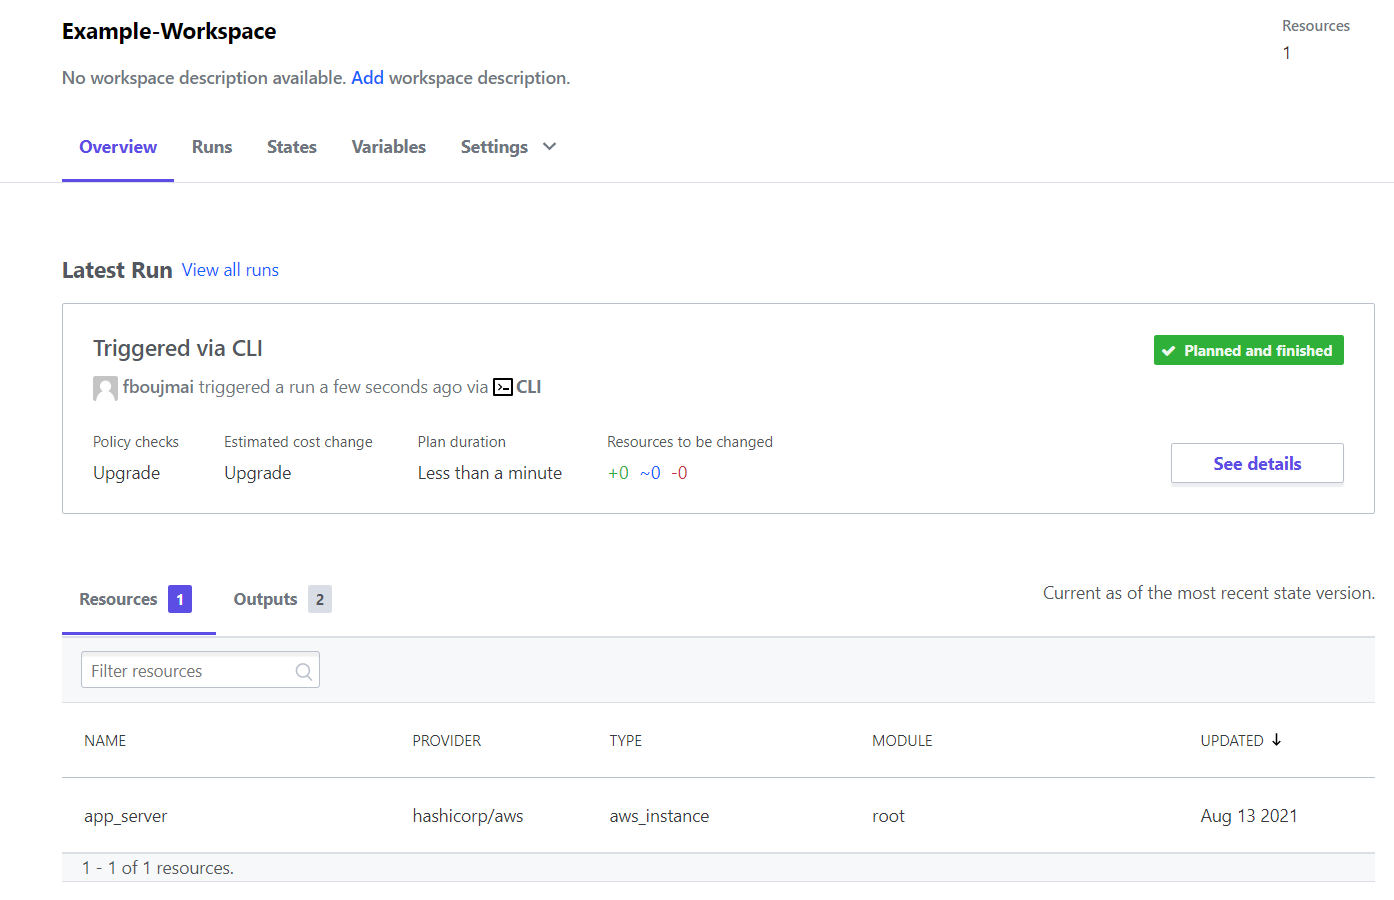 Example-Workspace
Resources
1
No workspace description available. Add workspace description.
Overview Runs States Variables Settings
Latest Run View all runs
Triggered via CLI
Planned and finished
fboujmai triggered a run a few seconds ago via CLI
Policy checks Estimated cost change Plan duration Resources to be changed
Upgrade Upgrade Less than a minute +0 ~0 -0
See details
Resources 1 Outputs 2
Current as of the most recent state version.
Filter resources
NAME PROVIDER TYPE MODULE UPDATED
app_server hashicorp/aws aws_instance root Aug 13 2021
1 - 1 of 1 resources.